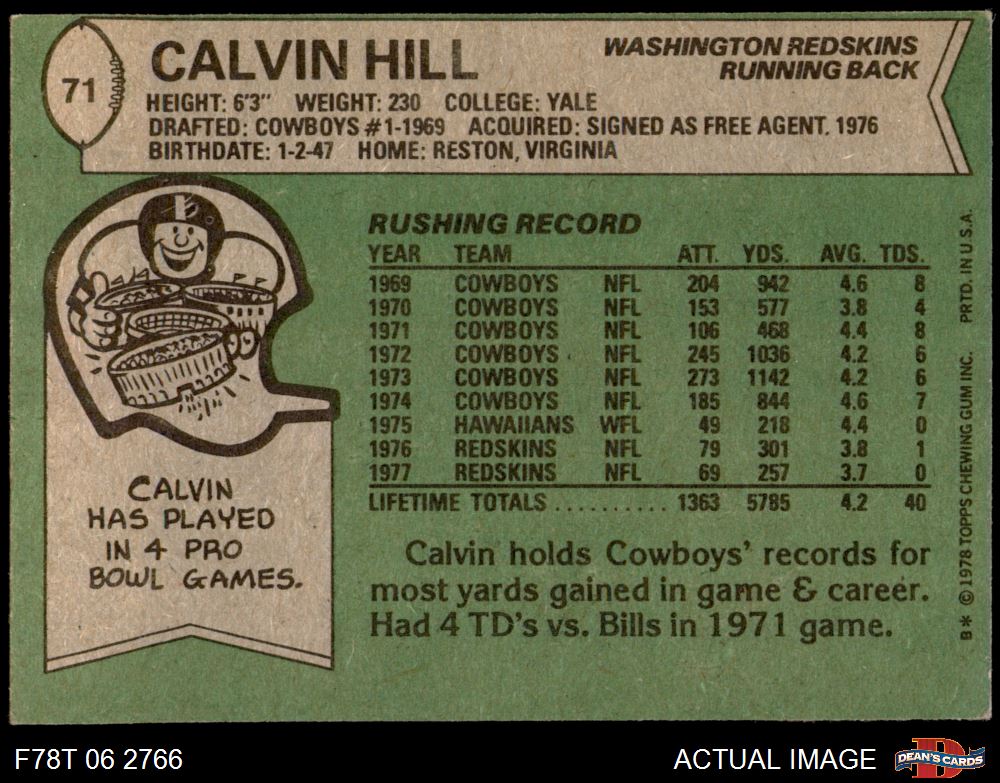 71
CALVIN HILL
WASHINGTON REDSKINS
RUNNING BACK
HEIGHT: 6'3" WEIGHT: 230 COLLEGE: YALE
DRAFTED: COWBOYS #1-1969 ACQUIRED: SIGNED AS FREE AGENT. 1976
BIRTHDATE: 1-2-47 HOME: RESTON, VIRGINIA
RUSHING RECORD
YEAR TEAM ATT. YDS. AVG. TDS.
1969 COWBOYS NFL 204 942 4.6 8
1970 COWBOYS NFL 153 577 3.8 4
1971 COWBOYS NFL 106 468 4.4 8
1972 COWBOYS NFL 245 1036 4.2 6
1973 COWBOYS NFL 273 1142 4.2 6
1974 COWBOYS NFL 185 844 4.6 7
1975 HAWAIIANS WFL 49 218 4.4 0
1976 REDSKINS NFL 79 301 3.8 1
1977 REDSKINS NFL 69 257 3.7 0
LIFETIME TOTALS .......... 1363 5785 4.2 40
CALVIN
HAS PLAYED
IN 4 PRO
BOWL GAMES.
Calvin holds Cowboys' records for
most yards gained in game & career.
Had 4 TD's vs. Bills in 1971 game.
B* © 1978 TOPPS CHEWING GUM INC. PRTD. IN U.S.A.
F78T 06 2766
ACTUAL IMAGE
D
DEAN'S CARDS